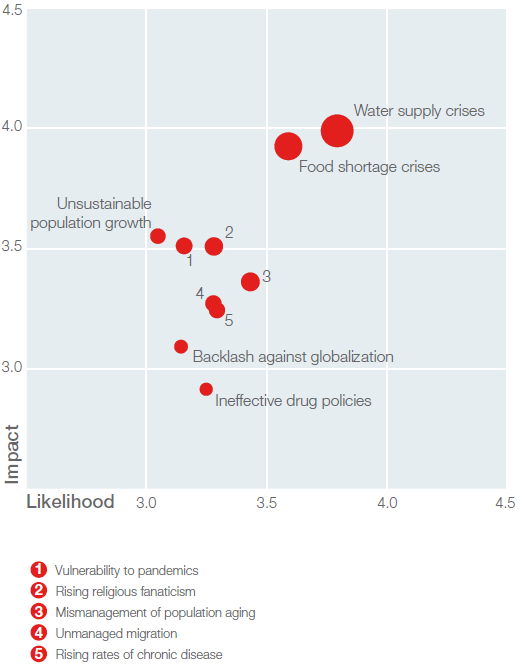 4.5
Water supply crises
4.0
Food shortage crises
Unsustainable
population growth
2
3.5
1
3
4
5
Backlash against globalization
3.0
Ineffective drug policies
Impact
Likelihood 3.0 3.5 4.0 4.5
1 Vulnerability to pandemics
2 Rising religious fanaticism
3 Mismanagement of population aging
4 Unmanaged migration
5 Rising rates of chronic disease